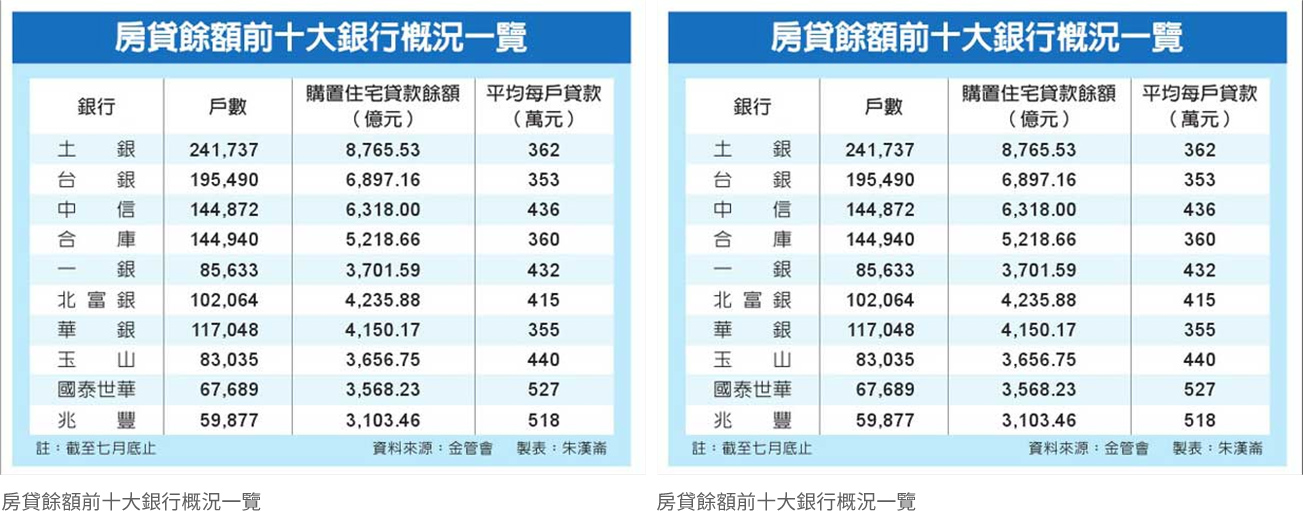 房貸餘額前十大銀行概況一覽
銀行 戶數 購置住宅貸款餘額（億元） 平均每戶貸款（萬元）
土銀 241,737 8,765.53 362
台銀 195,490 6,897.16 353
中信 144,872 6,318.00 436
合庫 144,940 5,218.66 360
一銀 85,633 3,701.59 432
北富銀 102,064 4,235.88 415
華銀 117,048 4,150.17 355
玉山 83,035 3,656.75 440
國泰世華 67,689 3,568.23 527
兆豐 59,877 3,103.46 518
註：截至七月底止 資料來源：金管會 製表：朱漢崙
房貸餘額前十大銀行概況一覽
房貸餘額前十大銀行概況一覽
銀行 戶數 購置住宅貸款餘額（億元） 平均每戶貸款（萬元）
土銀 241,737 8,765.53 362
台銀 195,490 6,897.16 353
中信 144,872 6,318.00 436
合庫 144,940 5,218.66 360
一銀 85,633 3,701.59 432
北富銀 102,064 4,235.88 415
華銀 117,048 4,150.17 355
玉山 83,035 3,656.75 440
國泰世華 67,689 3,568.23 527
兆豐 59,877 3,103.46 518
註：截至七月底止 資料來源：金管會 製表：朱漢崙
房貸餘額前十大銀行概況一覽